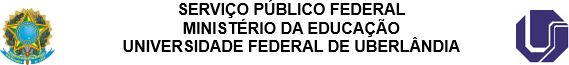 SERVIÇO PÚBLICO FEDERAL
MINISTÉRIO DA EDUCAÇÃO
UNIVERSIDADE FEDERAL DE UBERLÂNDIA